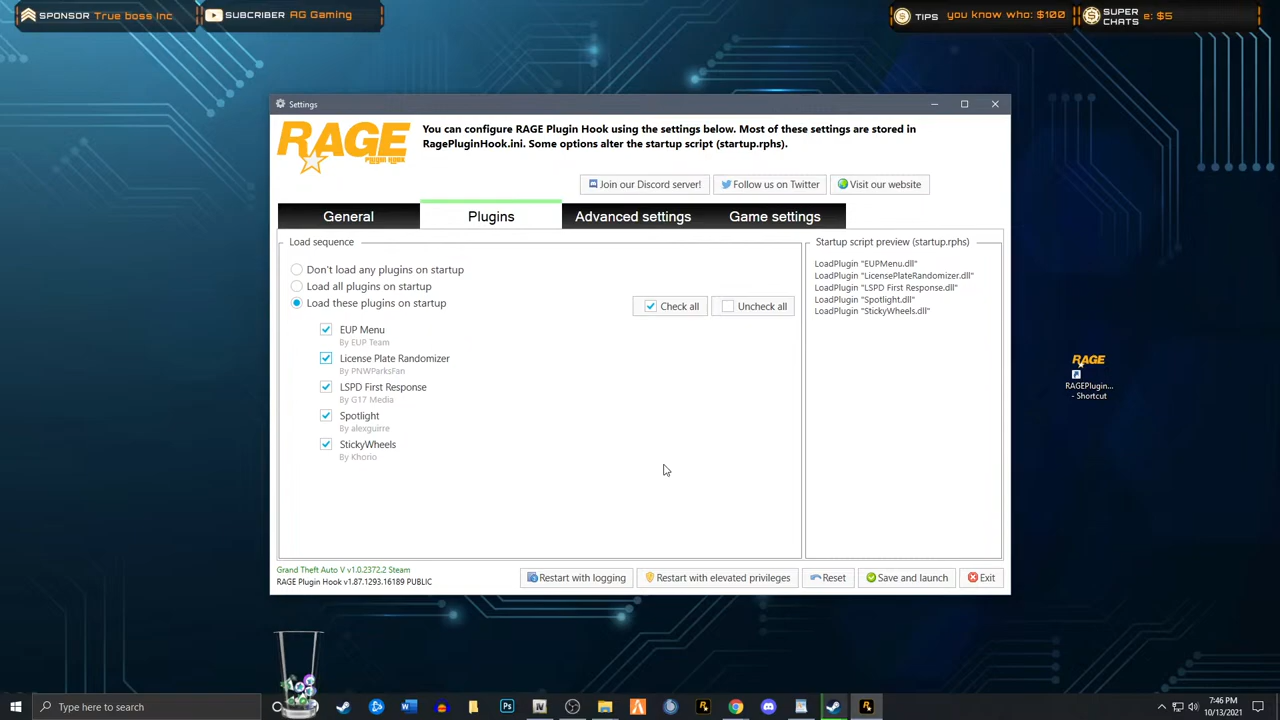 SPONSOR True boss Inc
SUBCRIBER AG Gaming
TIPS you know who: $100
SUPER CHATS e: $5
Settings
RAGE
PLUGIN HOOK
You can configure RAGE Plugin Hook using the settings below. Most of these settings are stored in
RagePluginHook.ini. Some options alter the startup script (startup.rphs).
Join our Discord server!
Follow us on Twitter
Visit our website
General
Plugins
Advanced settings
Game settings
Load sequence
Don't load any plugins on startup
Load all plugins on startup
Load these plugins on startup
Check all
Uncheck all
EUP Menu
By EUP Team
License Plate Randomizer
By PNWParksFan
LSPD First Response
By G17 Media
Spotlight
By alexguirre
StickyWheels
By Khorio
Startup script preview (startup.rphs)
LoadPlugin "EUPMenu.dll"
LoadPlugin "LicensePlateRandomizer.dll"
LoadPlugin "LSPD First Response.dll"
LoadPlugin "Spotlight.dll"
LoadPlugin "StickyWheels.dll"
RAGE
RAGEPlugin...
- Shortcut
Grand Theft Auto V v1.0.2372.2 Steam
RAGE Plugin Hook v1.87.1293.16189 PUBLIC
Restart with logging
Restart with elevated privileges
Reset
Save and launch
Exit
Type here to search
7:46 PM
10/13/2021